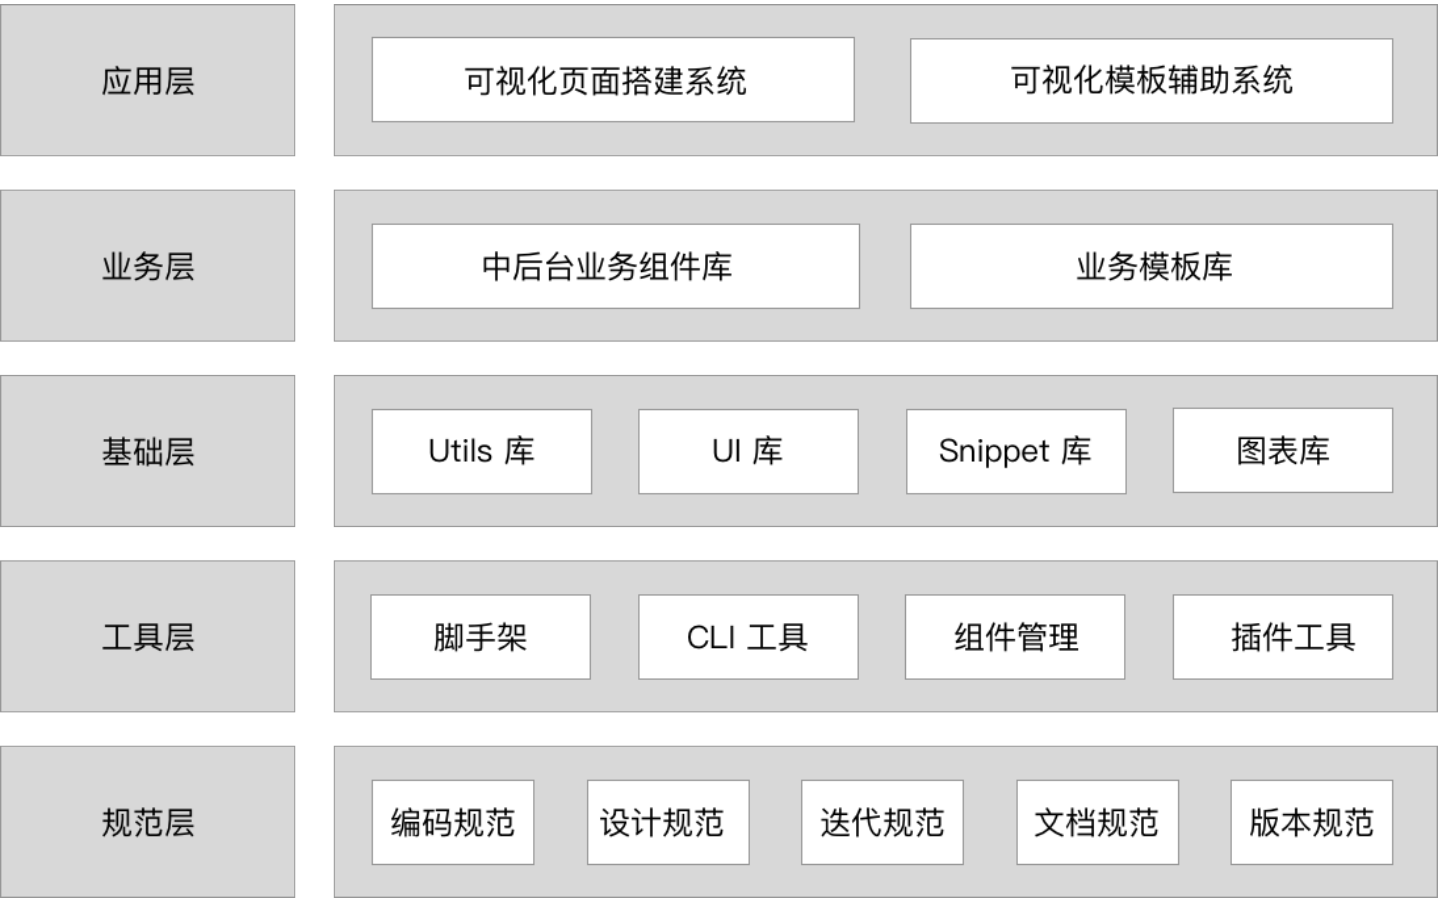 应用层
可视化页面搭建系统
可视化模板辅助系统
业务层
中后台业务组件库
业务模板库
基础层
Utils 库
UI 库
Snippet 库
图表库
工具层
脚手架
CLI 工具
组件管理
插件工具
规范层
编码规范
设计规范
迭代规范
文档规范
版本规范